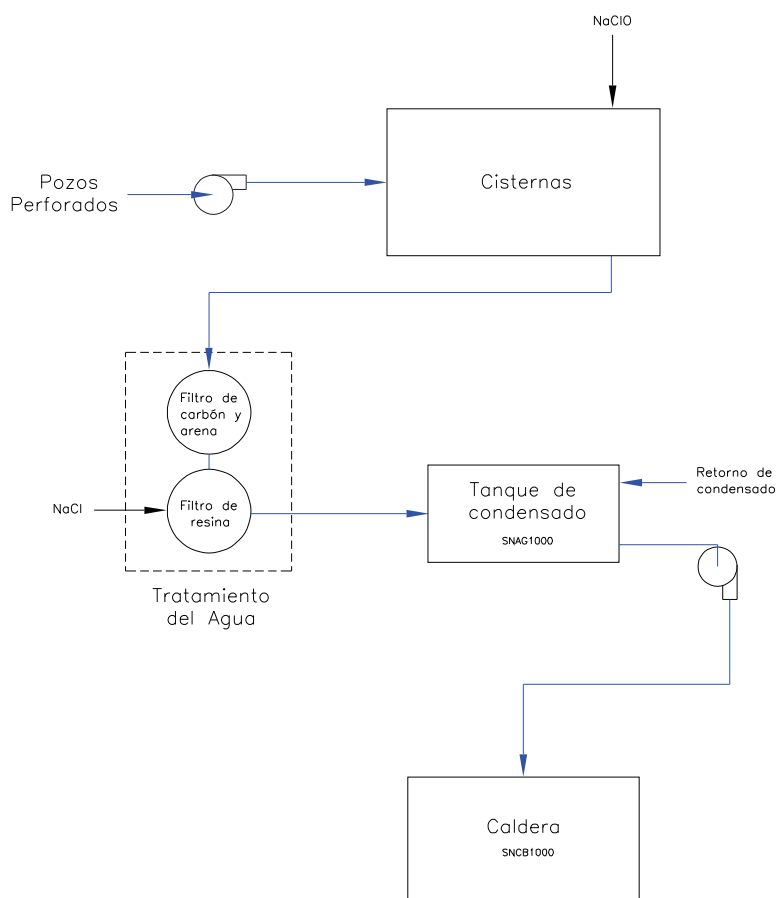 NaClO
Cisternas
Pozos
Perforados
Filtro de
carbón y
arena
NaCl
Filtro de
resina
Tratamiento
del Agua
Tanque de
condensado
SNAG1000
Retorno de
condensado
Caldera
SNCB1000